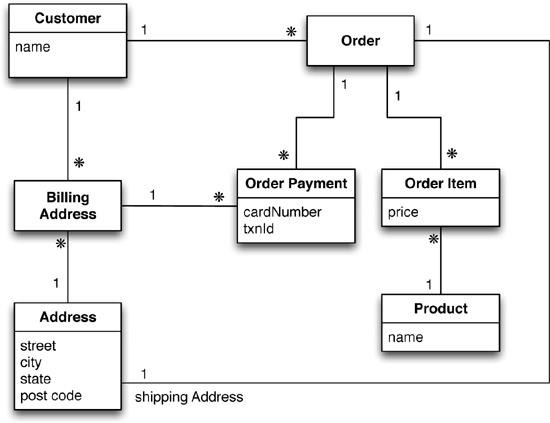 Customer
name
1
*
Order
1
1
1
1
*
*
*
Billing
Address
1
*
Order Payment
cardNumber
txnId
Order Item
price
*
*
1
1
Address
street
city
state
post code
Product
name
1
shipping Address